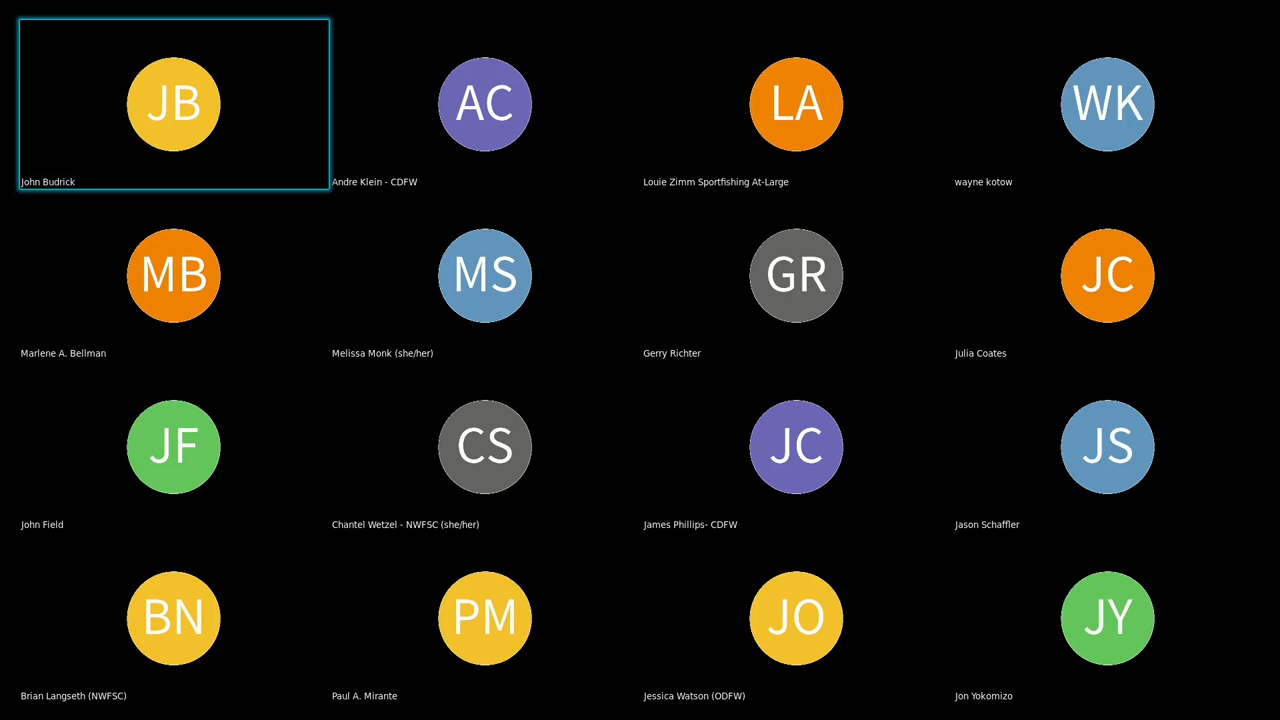 JB
AC
LA
WK
John Budrick
Andre Klein - CDFW
Louie Zimm Sportfishing At-Large
wayne kotow
MB
MS
GR
JC
Marlene A. Bellman
Melissa Monk (she/her)
Gerry Richter
Julia Coates
JF
CS
JC
JS
John Field
Chantel Wetzel - NWFSC (she/her)
James Phillips- CDFW
Jason Schaffler
BN
PM
JO
JY
Brian Langseth (NWFSC)
Paul A. Mirante
Jessica Watson (ODFW)
Jon Yokomizo